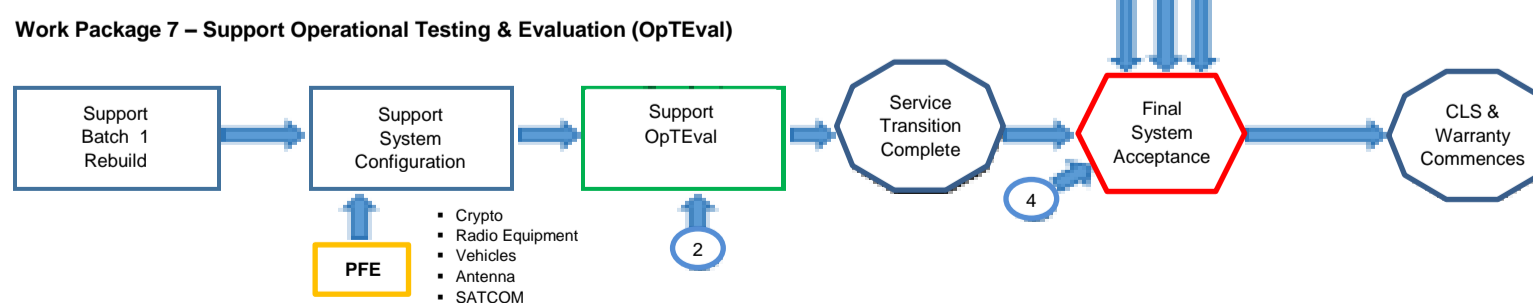 Work Package 7 – Support Operational Testing & Evaluation (OpTEval)
Support
Batch 1
Rebuild
Support
System
Configuration
Support
OpTEval
Service
Transition
Complete
Final
System
Acceptance
CLS &
Warranty
Commences
4
2
PFE
▪ Crypto
▪ Radio Equipment
▪ Vehicles
▪ Antenna
▪ SATCOM